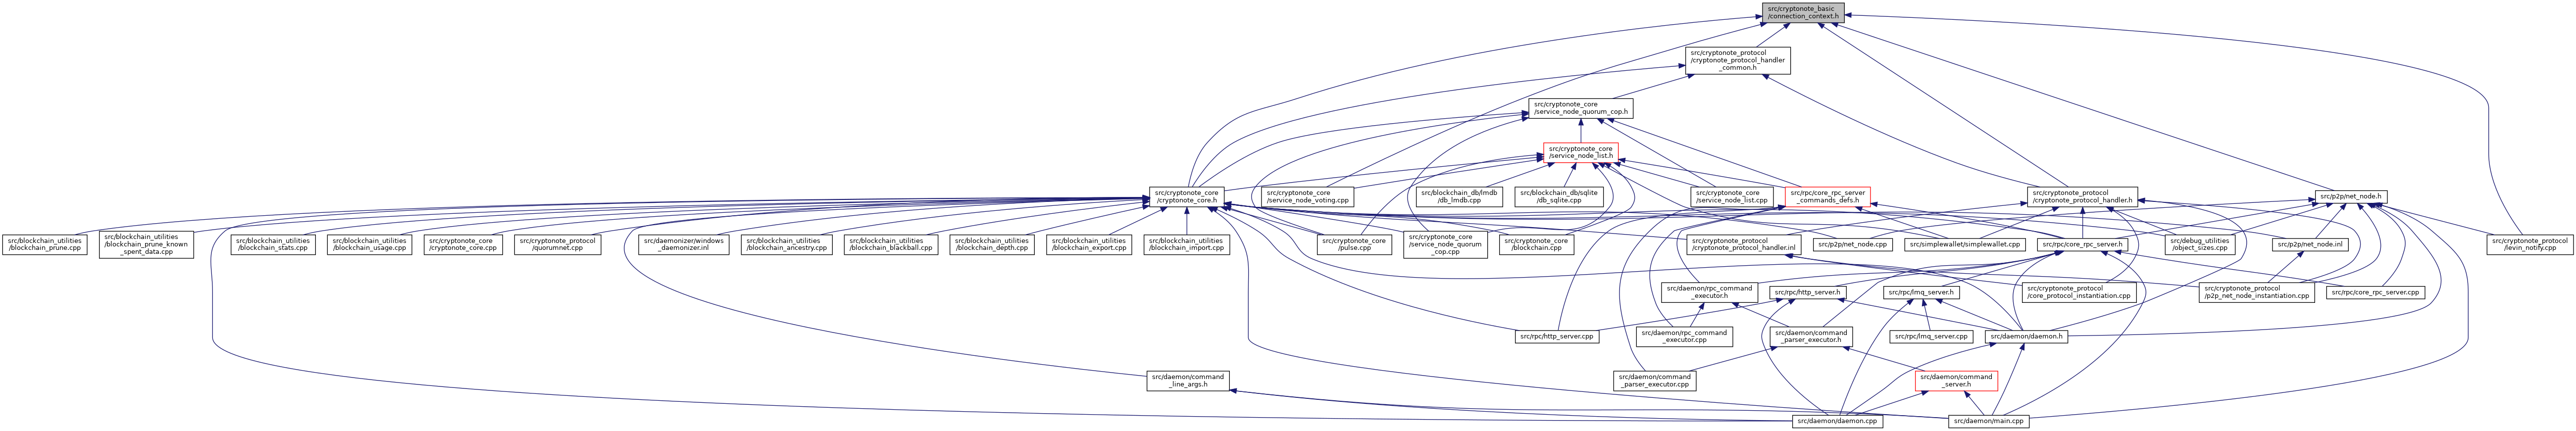 src/cryptonote_basic
/connection_context.h
src/cryptonote_protocol
/cryptonote_protocol_handler
_common.h
src/cryptonote_core
/service_node_quorum_cop.h
src/cryptonote_core
/service_node_list.h
src/cryptonote_core
/cryptonote_core.h
src/cryptonote_core
/service_node_voting.cpp
src/blockchain_db/lmdb
/db_lmdb.cpp
src/blockchain_db/sqlite
/db_sqlite.cpp
src/cryptonote_core
/service_node_list.cpp
src/rpc/core_rpc_server
_commands_defs.h
src/cryptonote_protocol
/cryptonote_protocol_handler.h
src/p2p/net_node.h
src/blockchain_utilities
/blockchain_prune.cpp
src/blockchain_utilities
/blockchain_prune_known
_spent_data.cpp
src/blockchain_utilities
/blockchain_stats.cpp
src/blockchain_utilities
/blockchain_usage.cpp
src/cryptonote_core
/cryptonote_core.cpp
src/cryptonote_protocol
/quorumnet.cpp
src/daemonizer/windows
_daemonizer.inl
src/blockchain_utilities
/blockchain_ancestry.cpp
src/blockchain_utilities
/blockchain_blackball.cpp
src/blockchain_utilities
/blockchain_depth.cpp
src/blockchain_utilities
/blockchain_export.cpp
src/blockchain_utilities
/blockchain_import.cpp
src/cryptonote_core
/pulse.cpp
src/cryptonote_core
/service_node_quorum
_cop.cpp
src/cryptonote_core
/blockchain.cpp
src/cryptonote_protocol
/cryptonote_protocol_handler.inl
src/p2p/net_node.cpp
src/simplewallet/simplewallet.cpp
src/rpc/core_rpc_server.h
src/debug_utilities
/object_sizes.cpp
src/p2p/net_node.inl
src/cryptonote_protocol
/levin_notify.cpp
src/daemon/rpc_command
_executor.h
src/rpc/http_server.h
src/rpc/lmq_server.h
src/cryptonote_protocol
/core_protocol_instantiation.cpp
src/cryptonote_protocol
/p2p_net_node_instantiation.cpp
src/rpc/core_rpc_server.cpp
src/rpc/http_server.cpp
src/daemon/rpc_command
_executor.cpp
src/daemon/command
_parser_executor.h
src/rpc/lmq_server.cpp
src/daemon/daemon.h
src/daemon/command
_line_args.h
src/daemon/command
_parser_executor.cpp
src/daemon/command
_server.h
src/daemon/daemon.cpp
src/daemon/main.cpp